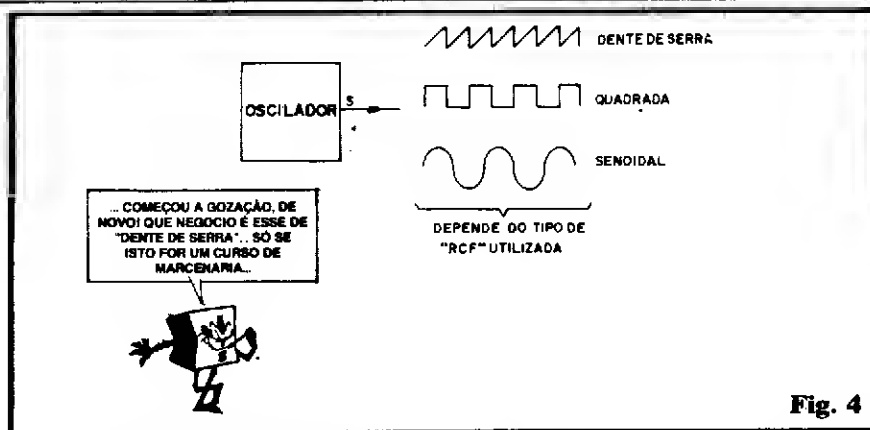 DENTE DE SERRA
OSCILADOR
S
QUADRADA
SENOIDAL
DEPENDE DO TIPO DE
"RCF" UTILIZADA
... COMEÇOU A GOZAÇÃO, DE
NOVO! QUE NEGOCIO É ESSE DE
"DENTE DE SERRA"... SÓ SE
ISTO FOR UM CURSO DE
MARCENARIA...
Fig. 4